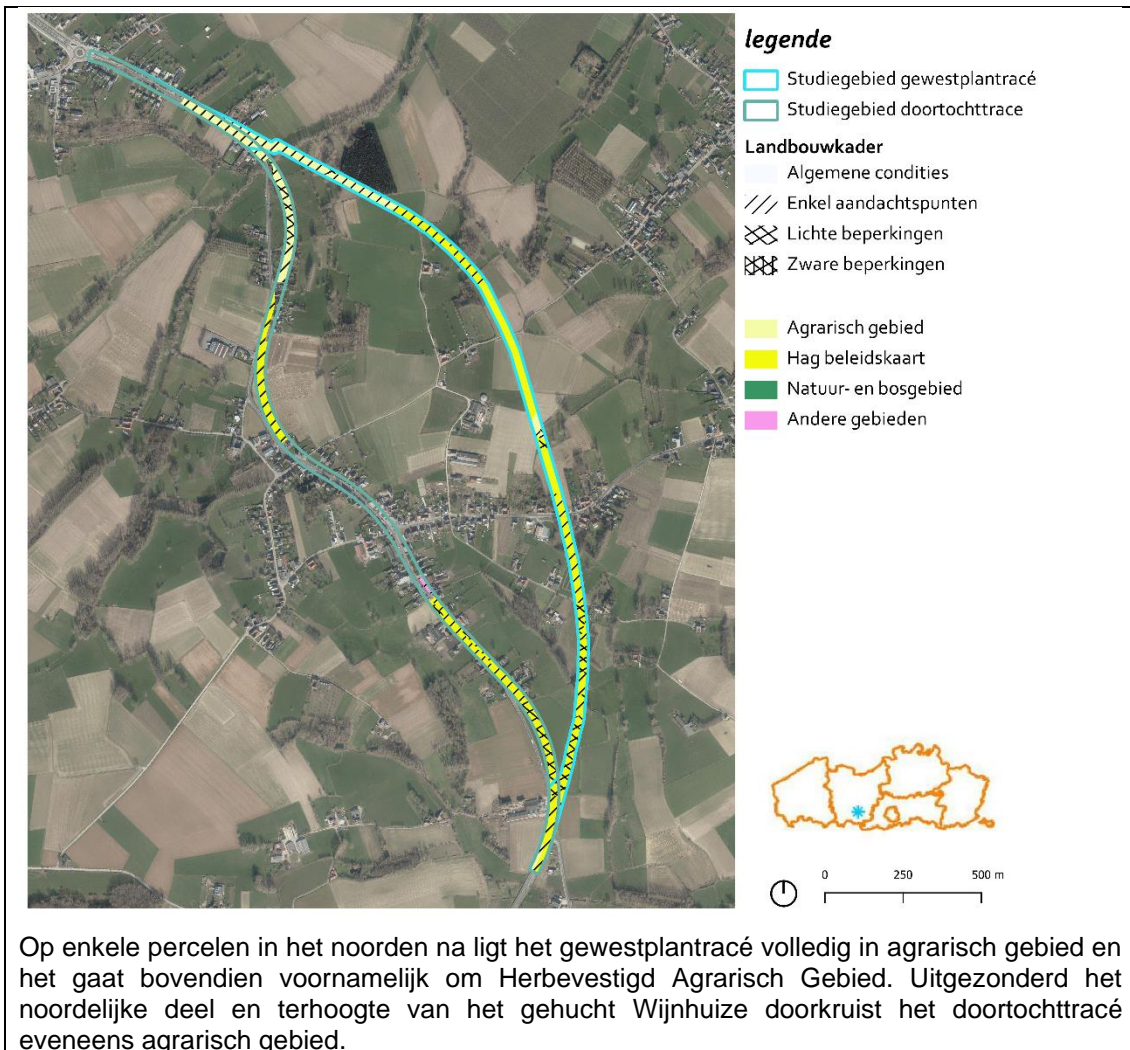 legende
Studiegebied gewestplantracé
Studiegebied doortochttrace
Landbouwkader
Algemene condities
Enkel aandachtspunten
Lichte beperkingen
Zware beperkingen
Agrarisch gebied
Hag beleidskaart
Natuur- en bosgebied
Andere gebieden
0 250 500 m
Op enkele percelen in het noorden na ligt het gewestplantracé volledig in agrarisch gebied en
het gaat bovendien voornamelijk om Herbevestigd Agrarisch Gebied. Uitgezonderd het
noordelijke deel en terhoogte van het gehucht Wijnhuize doorkruist het doortochttracé
eveneens agrarisch gebied.